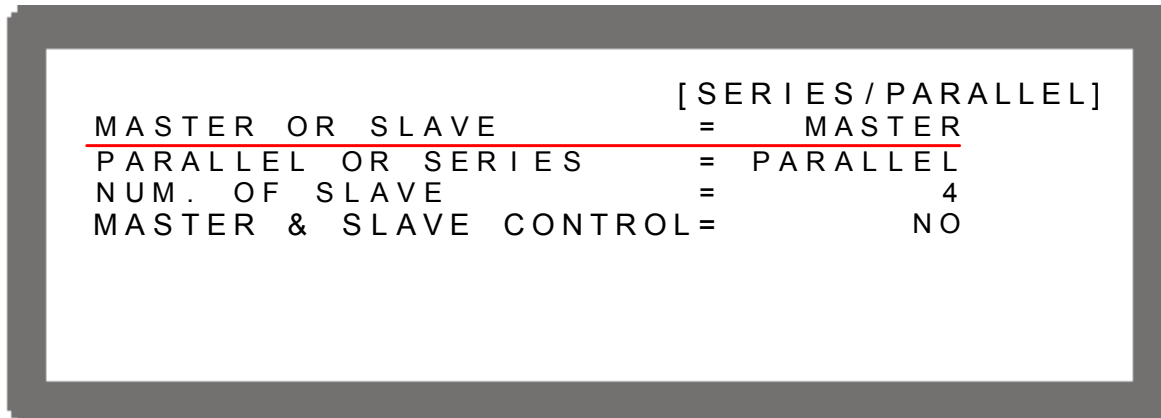 [SERIES/PARALLEL]
MASTER OR SLAVE = MASTER
PARALLEL OR SERIES = PARALLEL
NUM. OF SLAVE = 4
MASTER & SLAVE CONTROL= NO